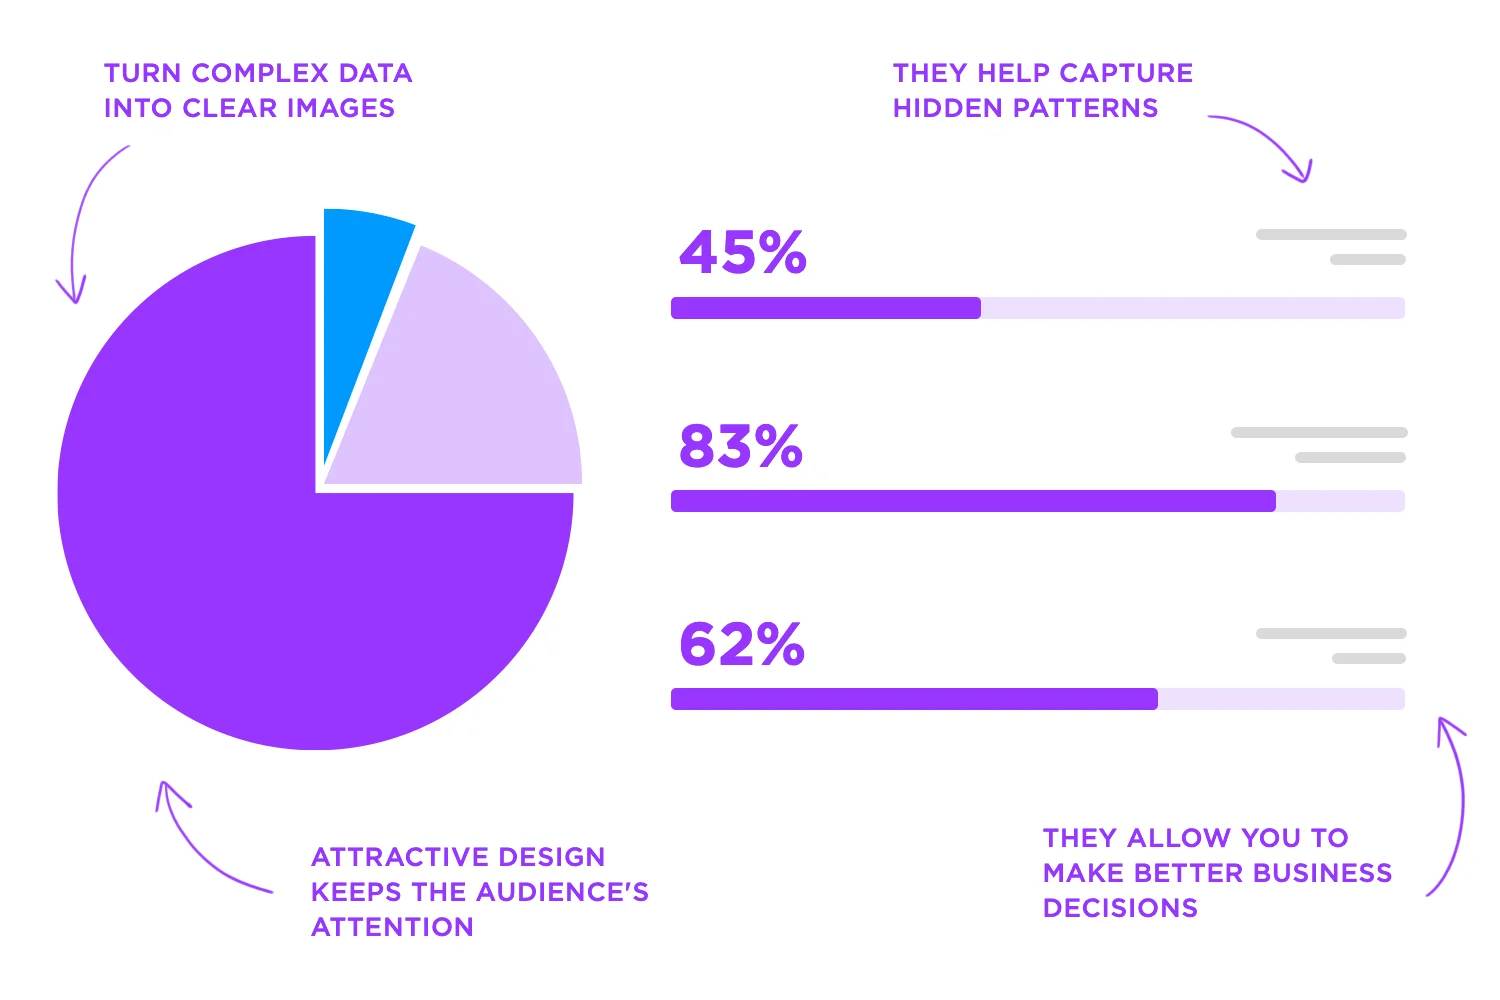 TURN COMPLEX DATA
INTO CLEAR IMAGES
THEY HELP CAPTURE
HIDDEN PATTERNS
45%
83%
62%
ATTRACTIVE DESIGN
KEEPS THE AUDIENCE'S
ATTENTION
THEY ALLOW YOU TO
MAKE BETTER BUSINESS
DECISIONS